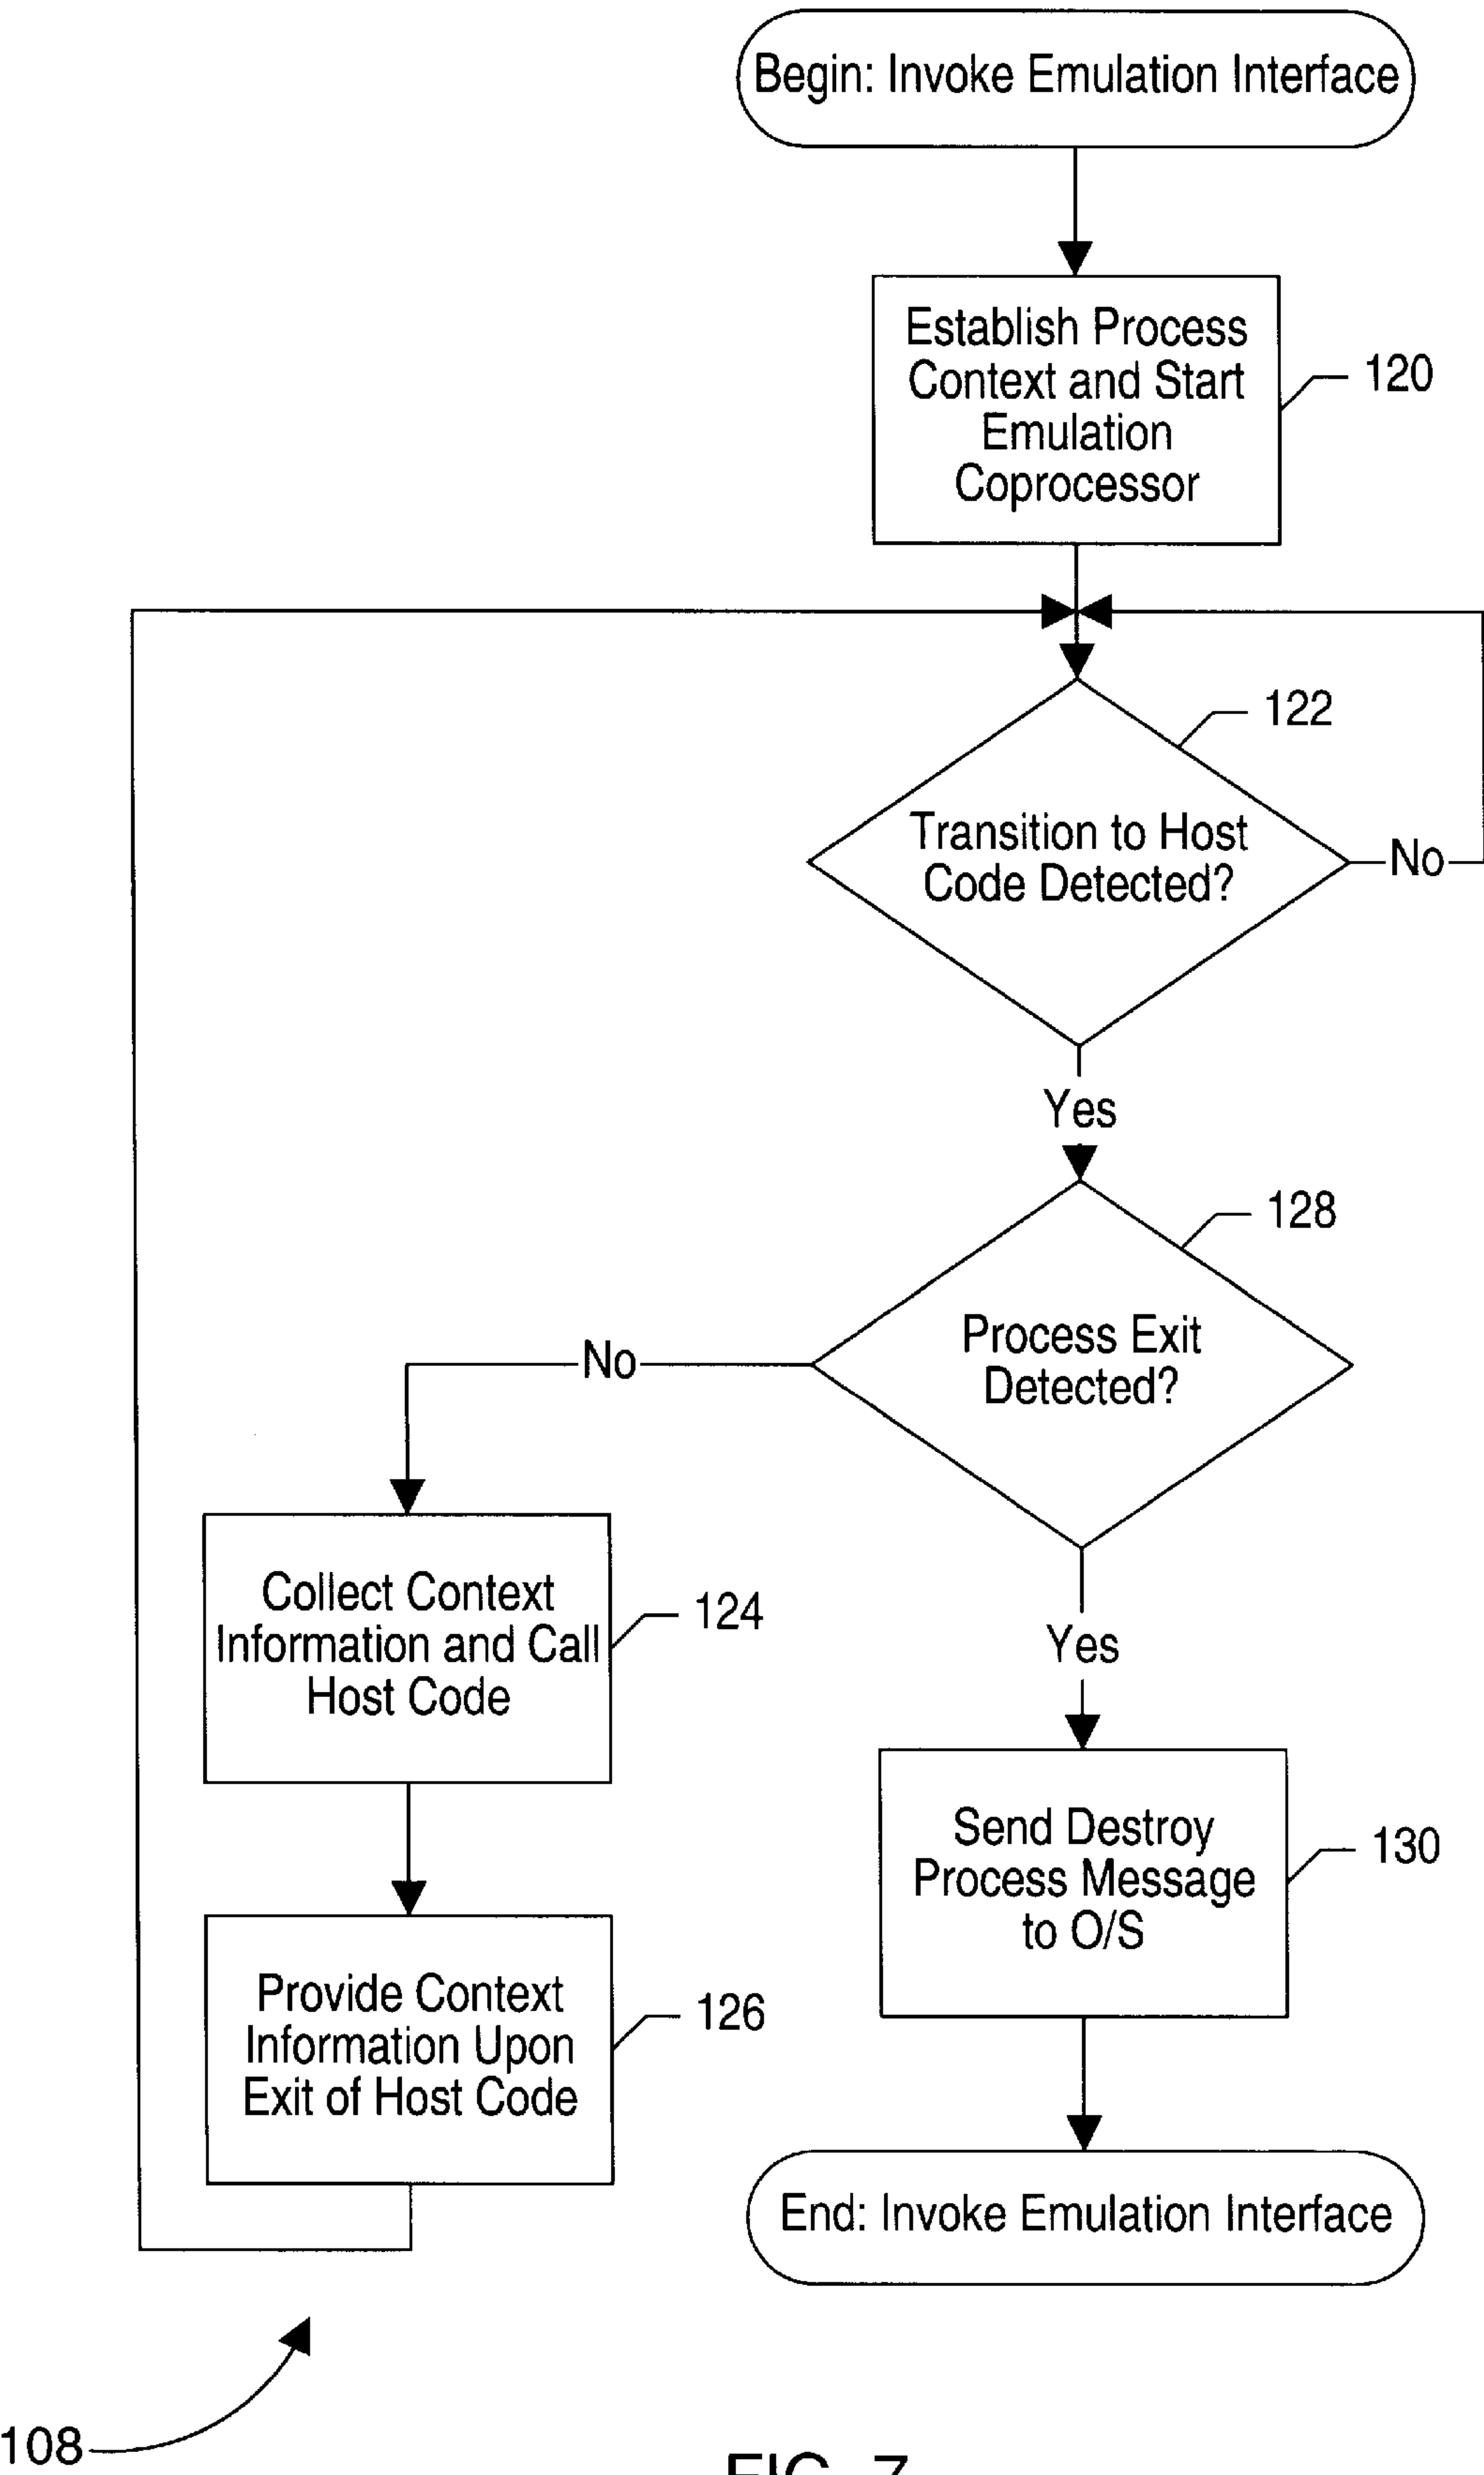 Begin: Invoke Emulation Interface
Establish Process
Context and Start
Emulation
Coprocessor
120
122
Transition to Host
Code Detected?
No
Yes
128
Process Exit
Detected?
No
Collect Context
Information and Call
Host Code
124
Yes
Send Destroy
Process Message
to O/S
130
Provide Context
Information Upon
Exit of Host Code
126
End: Invoke Emulation Interface
108
FIG. 7